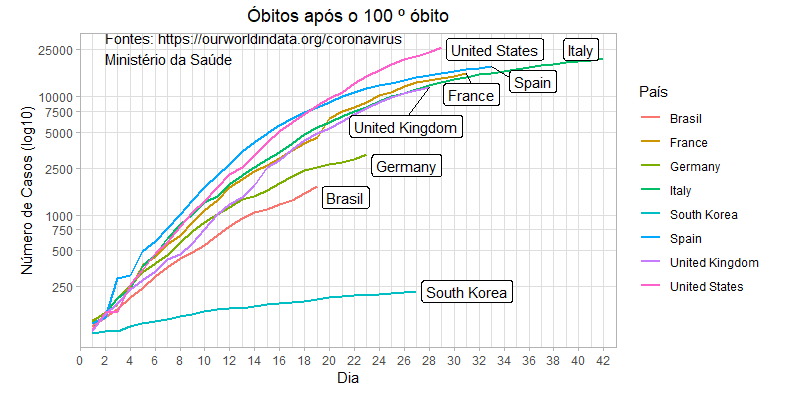 Óbitos após o 100 º óbito
Fontes: https://ourworldindata.org/coronavirus
Ministério da Saúde
Número de Casos (log10)
25000
10000
7500
5000
2500
1000
750
500
250
United States
Italy
Spain
France
United Kingdom
Germany
Brasil
South Korea
0 2 4 6 8 10 12 14 16 18 20 22 24 26 28 30 32 34 36 38 40 42
Dia
País
Brasil
France
Germany
Italy
South Korea
Spain
United Kingdom
United States